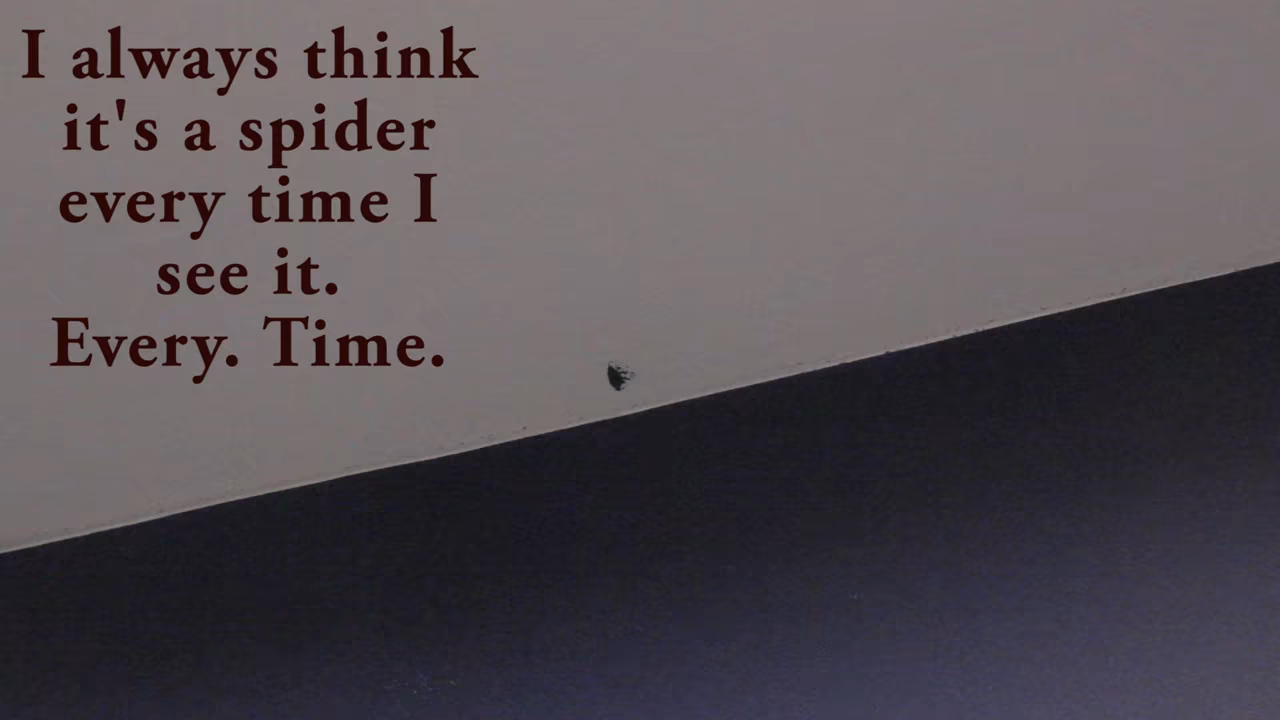 I always think
it's a spider
every time I
see it.
Every. Time.